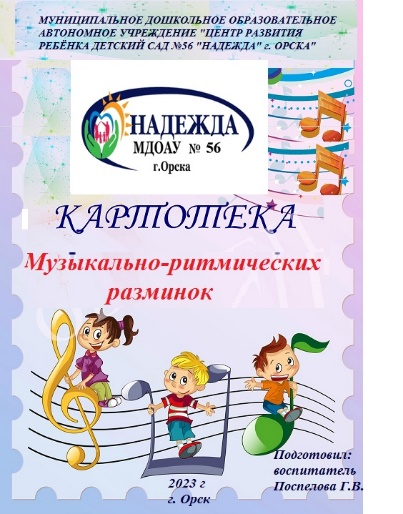 МУНИЦИПАЛЬНОЕ ДОШКОЛЬНОЕ ОБРАЗОВАТЕЛЬНОЕ
АВТОНОМНОЕ УЧРЕЖДЕНИЕ "ЦЕНТР РАЗВИТИЯ
РЕБЁНКА ДЕТСКИЙ САД №56 "НАДЕЖДА" г. ОРСКА"
НАДЕЖДА
МДОАУ № 56
г.Орска
КАРТОТЕКА
Музыкально-ритмических
разминок
Подготовил:
воспитатель
Поспелова Г.В.
2023 г
г. Орск